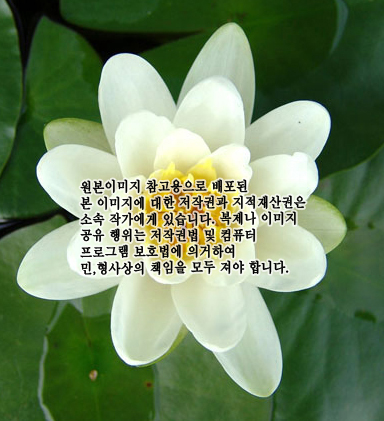 원본이미지 참고용으로 배포된
본 이미지에 대한 저작권과 지적재산권은
소속 작가에게 있습니다. 복제나 이미지
공유 행위는 저작권법 및 컴퓨터
프로그램 보호법에 의거하여
민,형사상의 책임을 모두 져야 합니다.